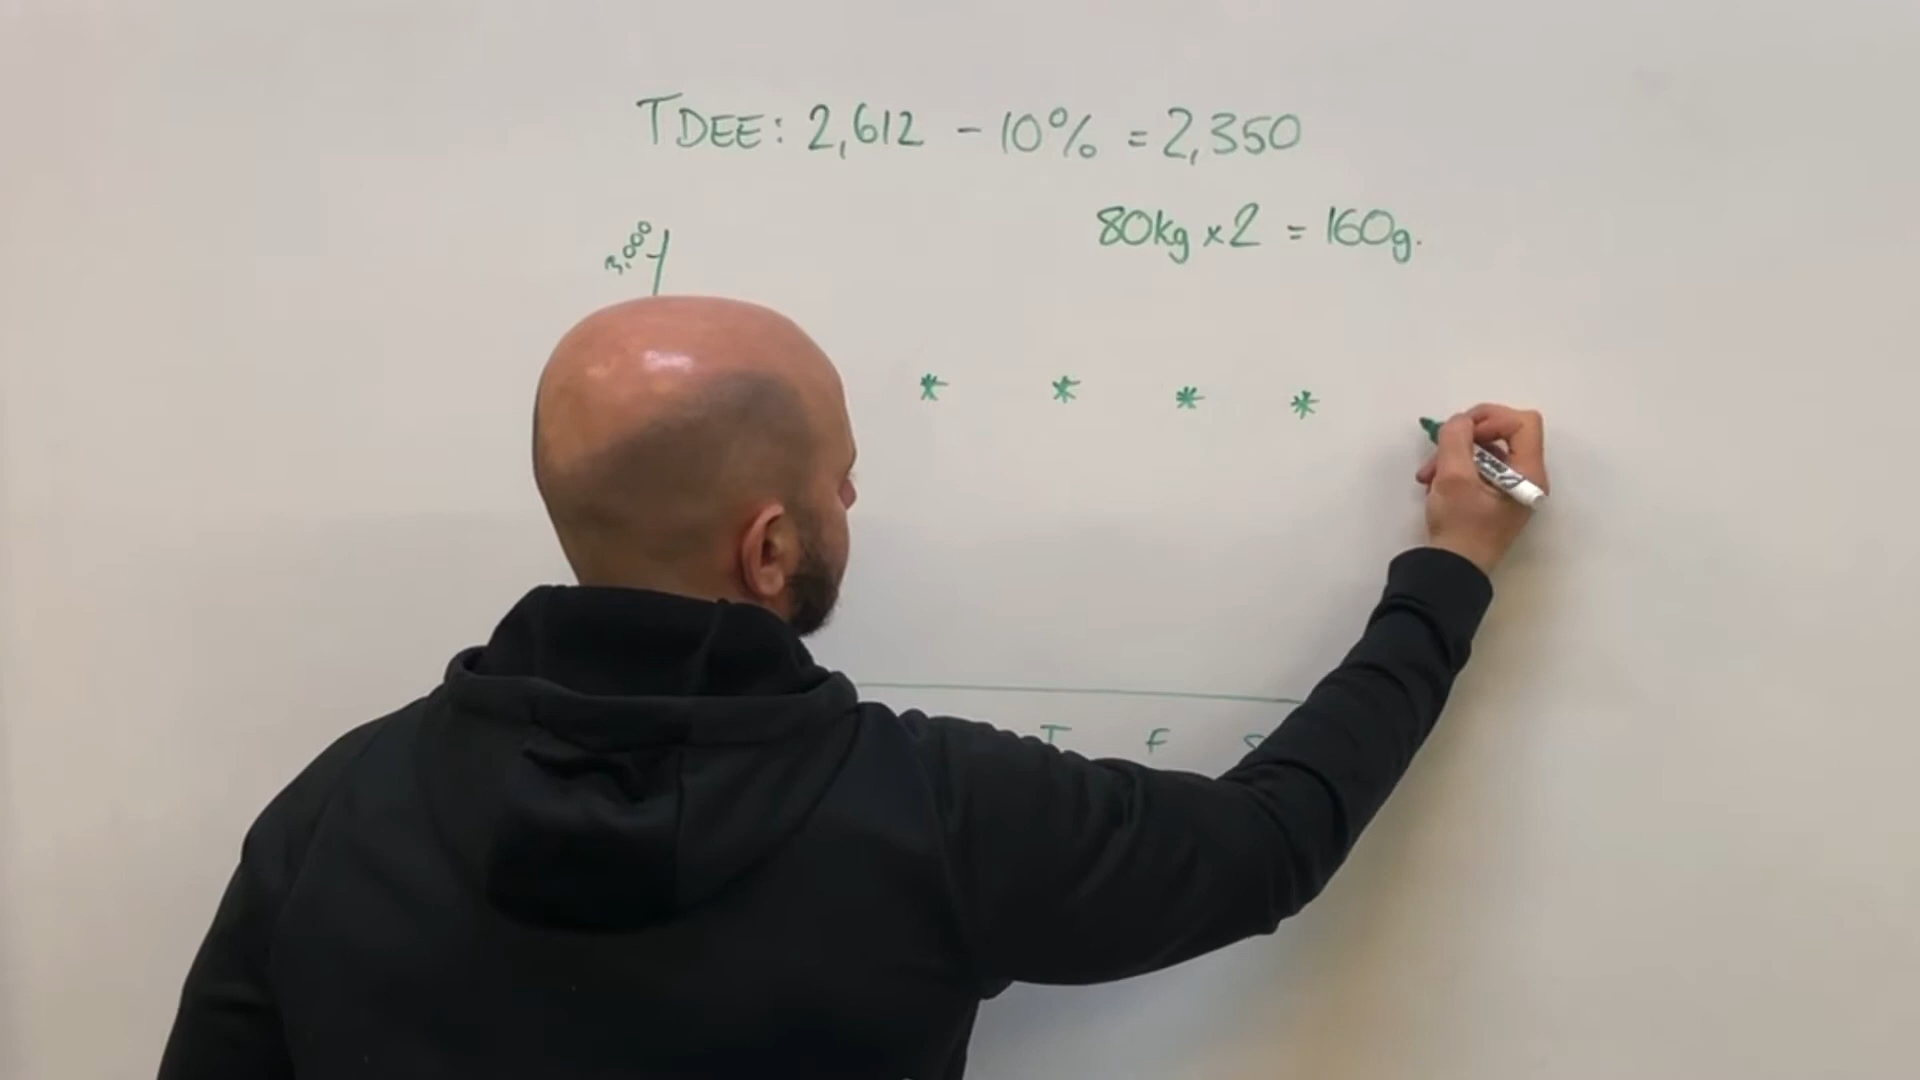 TDEE: 2,612 - 10% = 2,350
80kg x 2 = 160g.
3,000
* * * *
T F S